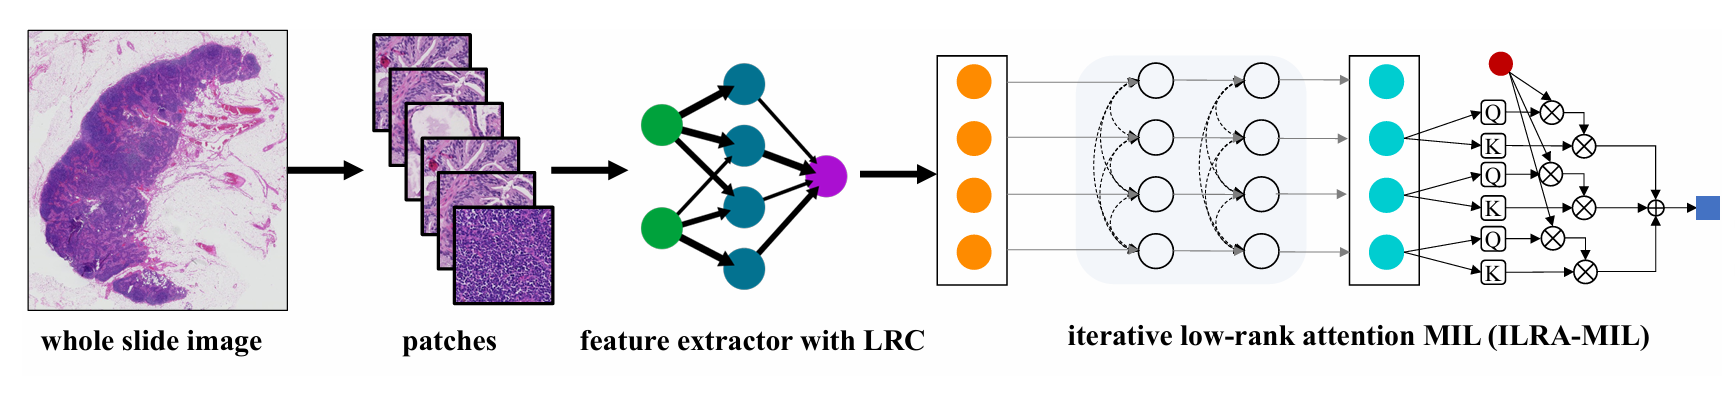 Q
K
Q
K
Q
K
whole slide image
patches
feature extractor with LRC
iterative low-rank attention MIL (ILRA-MIL)